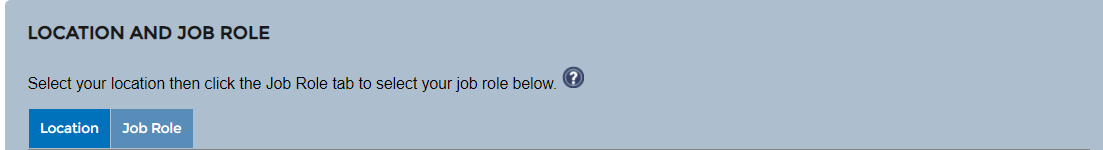 LOCATION AND JOB ROLE
Select your location then click the Job Role tab to select your job role below. ?
Location Job Role